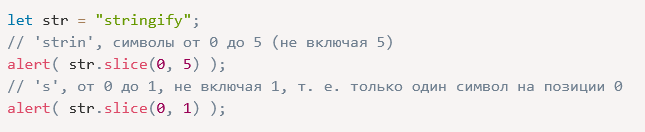 let str = "stringify";
// 'strin', символы от 0 до 5 (не включая 5)
alert( str.slice(0, 5) );
// 's', от 0 до 1, не включая 1, т. е. только один символ на позиции 0
alert( str.slice(0, 1) );